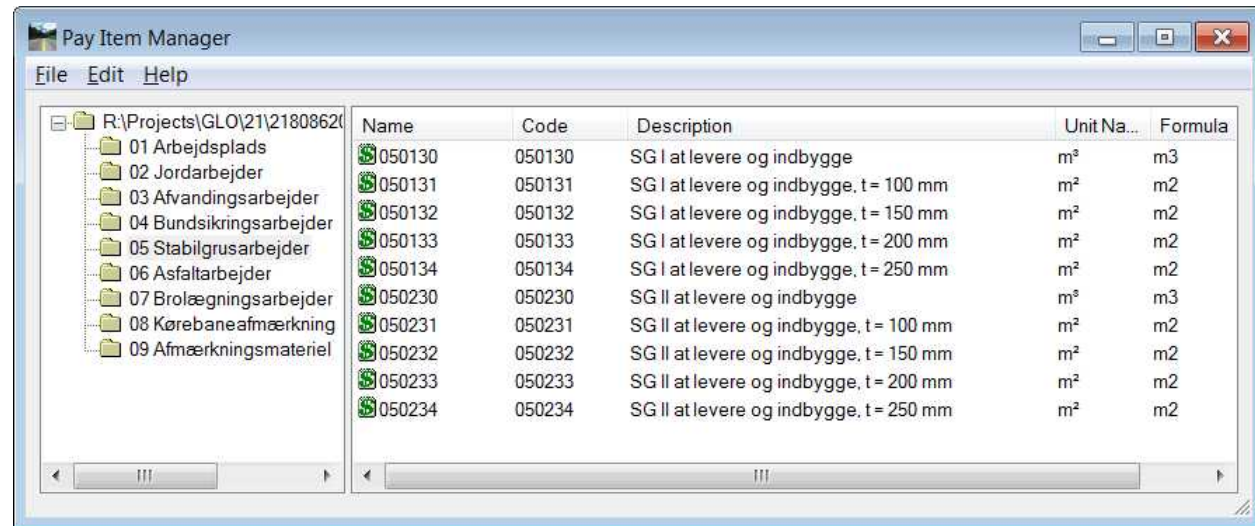 Pay Item Manager
File Edit Help
R:\Projects\GLO\21\2180862
01 Arbejdsplads
02 Jordarbejder
03 Afvandingsarbejder
04 Bundsikringsarbejder
05 Stabilgrusarbejder
06 Asfaltarbejder
07 Brolægningsarbejder
08 Kørebaneafmærkning
09 Afmærkningsmateriel
Name Code Description Unit Na... Formula
050130 050130 SG I at levere og indbygge m³ m3
050131 050131 SG I at levere og indbygge, t = 100 mm m² m2
050132 050132 SG I at levere og indbygge, t = 150 mm m² m2
050133 050133 SG I at levere og indbygge, t = 200 mm m² m2
050134 050134 SG I at levere og indbygge, t = 250 mm m² m2
050230 050230 SG II at levere og indbygge m³ m3
050231 050231 SG II at levere og indbygge, t = 100 mm m² m2
050232 050232 SG II at levere og indbygge, t = 150 mm m² m2
050233 050233 SG II at levere og indbygge, t = 200 mm m² m2
050234 050234 SG II at levere og indbygge, t = 250 mm m² m2